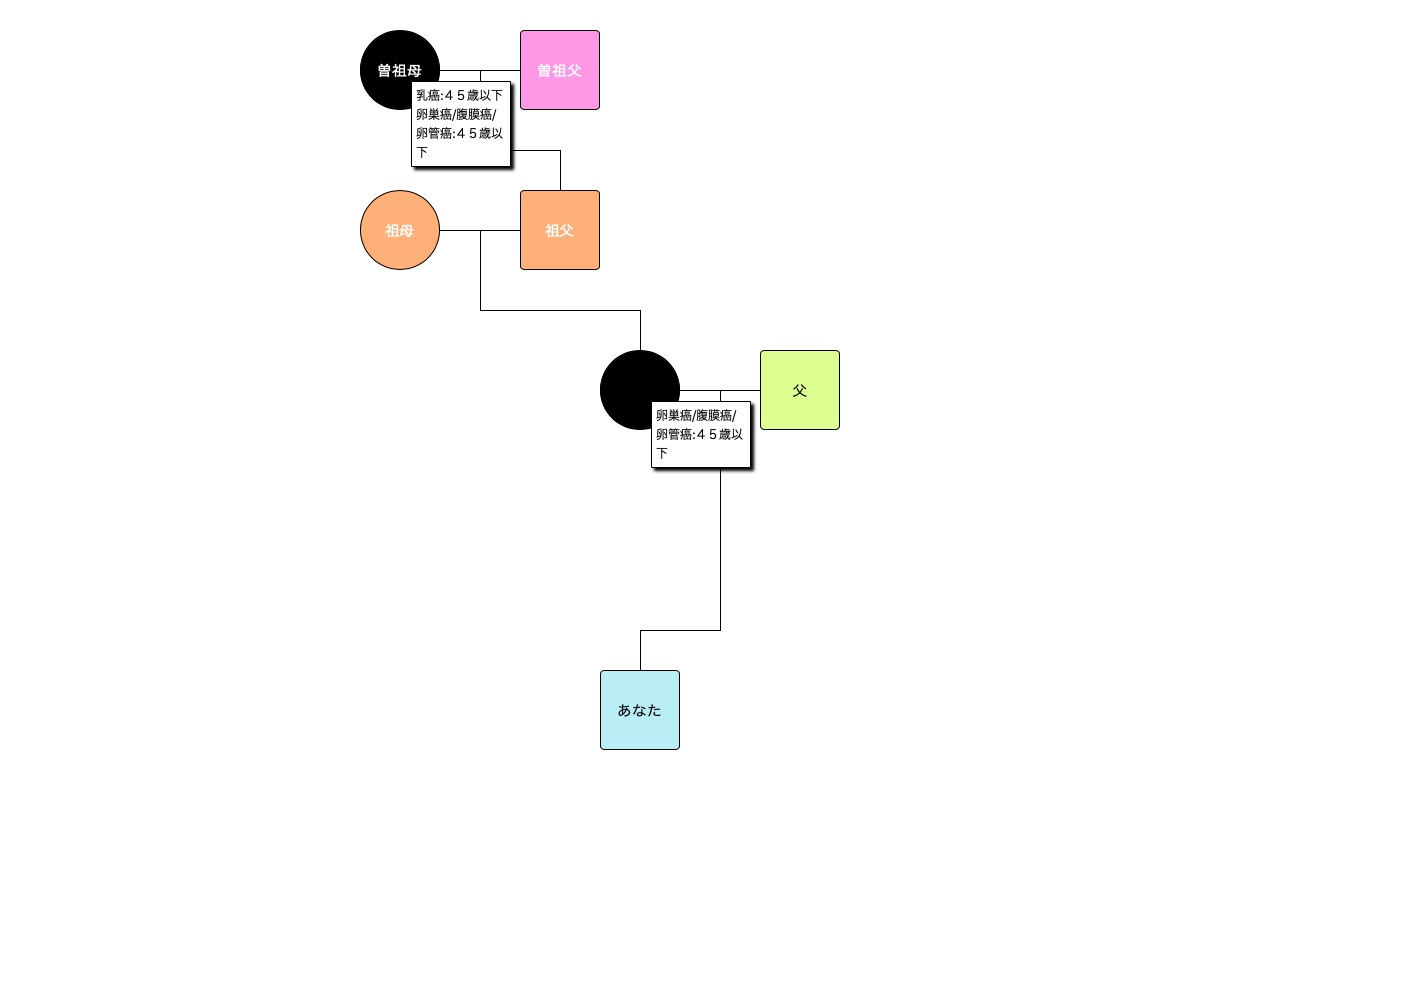 曽祖母
曽祖父
乳癌:４５歳以下
卵巣癌/腹膜癌/
卵管癌:４５歳以
下
祖母
祖父
父
卵巣癌/腹膜癌/
卵管癌:４５歳以
下
あなた